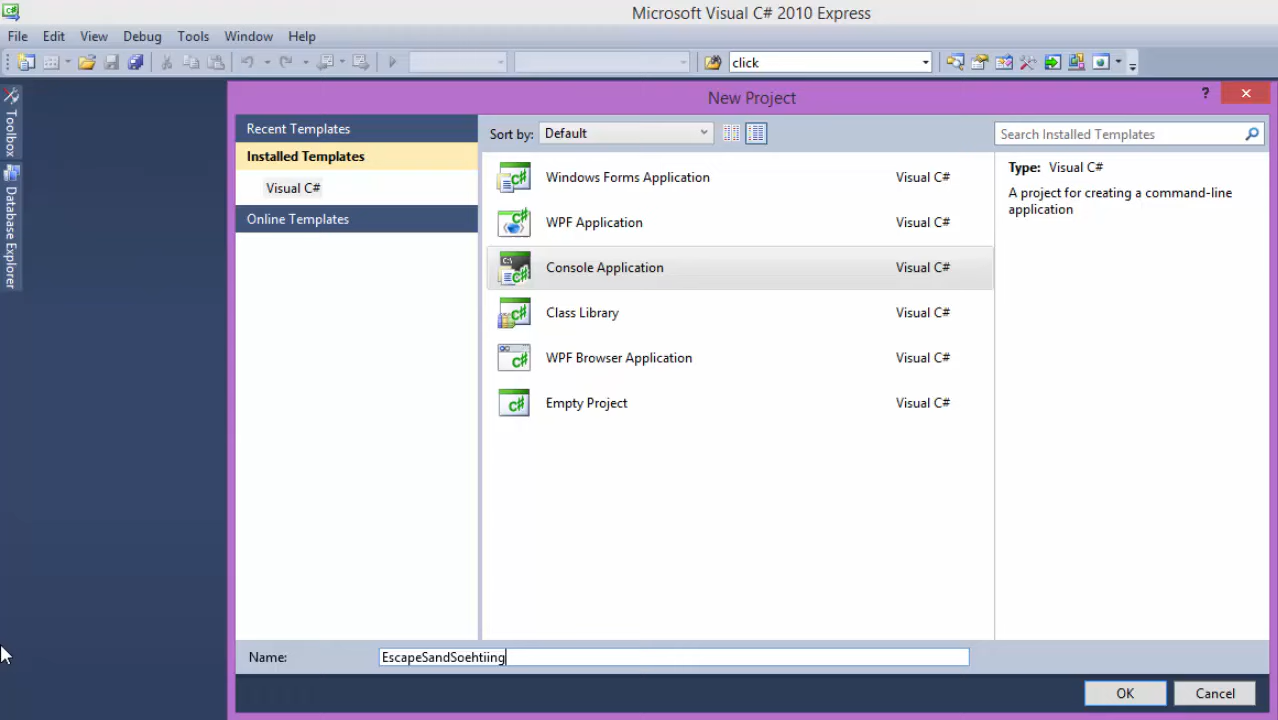 Microsoft Visual C# 2010 Express
File Edit View Debug Tools Window Help
click
Toolbox
Database Explorer
New Project
?
Recent Templates
Installed Templates
Visual C#
Online Templates
Sort by: Default
Windows Forms Application Visual C#
WPF Application Visual C#
Console Application Visual C#
Class Library Visual C#
WPF Browser Application Visual C#
Empty Project Visual C#
Search Installed Templates
Type: Visual C#
A project for creating a command-line
application
Name: EscapeSandSoehtiing
OK Cancel